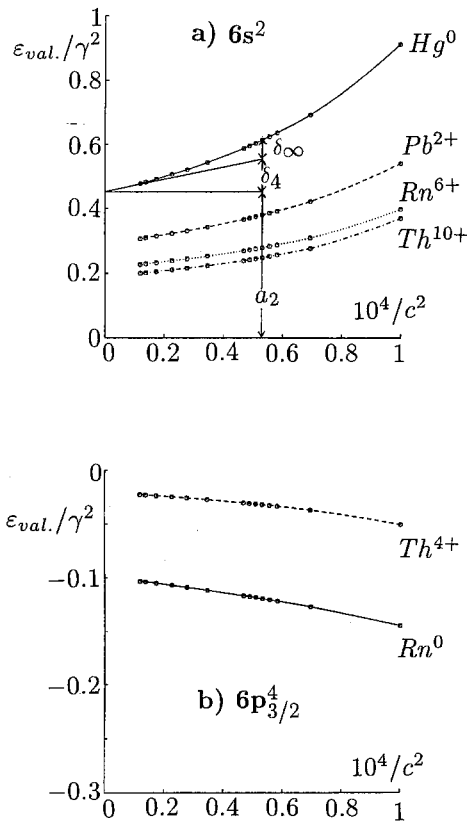 a) 6s²
ε_val./γ²
1
0.8
0.6
0.4
0.2
0
Hg⁰
δ∞
δ₄
Pb²⁺
Rn⁶⁺
Th¹⁰⁺
a₂
10⁴/c²
0 0.2 0.4 0.6 0.8 1
0
ε_val./γ²
−0.1
−0.2
−0.3
Th⁴⁺
Rn⁰
b) 6p⁴₃/₂
10⁴/c²
0 0.2 0.4 0.6 0.8 1